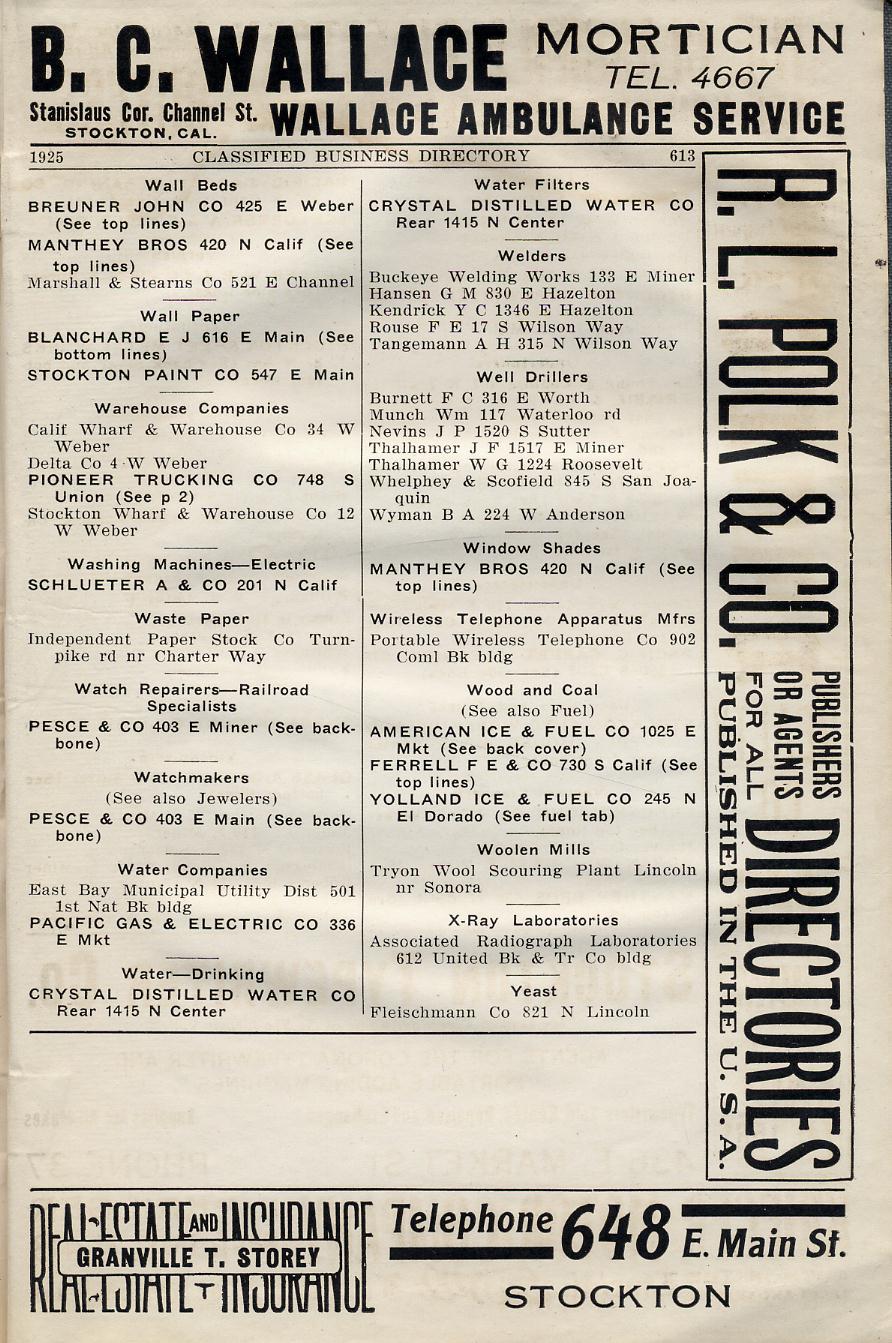 B. C. WALLACE MORTICIAN
TEL. 4667
Stanislaus Cor. Channel St.
STOCKTON, CAL.
WALLACE AMBULANCE SERVICE
1925 CLASSIFIED BUSINESS DIRECTORY 613
Wall Beds
BREUNER JOHN CO 425 E Weber
(See top lines)
MANTHEY BROS 420 N Calif (See
top lines)
Marshall & Stearns Co 521 E Channel
Wall Paper
BLANCHARD E J 616 E Main (See
bottom lines)
STOCKTON PAINT CO 547 E Main
Warehouse Companies
Calif Wharf & Warehouse Co 34 W
Weber
Delta Co 4 W Weber
PIONEER TRUCKING CO 748 S
Union (See p 2)
Stockton Wharf & Warehouse Co 12
W Weber
Washing Machines—Electric
SCHLUETER A & CO 201 N Calif
Waste Paper
Independent Paper Stock Co Turn-
pike rd nr Charter Way
Watch Repairers—Railroad
Specialists
PESCE & CO 403 E Miner (See back-
bone)
Watchmakers
(See also Jewelers)
PESCE & CO 403 E Main (See back-
bone)
Water Companies
East Bay Municipal Utility Dist 501
1st Nat Bk bldg
PACIFIC GAS & ELECTRIC CO 336
E Mkt
Water—Drinking
CRYSTAL DISTILLED WATER CO
Rear 1415 N Center
Water Filters
CRYSTAL DISTILLED WATER CO
Rear 1415 N Center
Welders
Buckeye Welding Works 133 E Miner
Hansen G M 830 E Hazelton
Kendrick Y C 1346 E Hazelton
Rouse F E 17 S Wilson Way
Tangemann A H 315 N Wilson Way
Well Drillers
Burnett F C 316 E Worth
Munch Wm 117 Waterloo rd
Nevins J P 1520 S Sutter
Thalhamer J F 1517 E Miner
Thalhamer W G 1224 Roosevelt
Whelphey & Scofield 845 S San Joa-
quin
Wyman B A 224 W Anderson
Window Shades
MANTHEY BROS 420 N Calif (See
top lines)
Wireless Telephone Apparatus Mfrs
Portable Wireless Telephone Co 902
Coml Bk bldg
Wood and Coal
(See also Fuel)
AMERICAN ICE & FUEL CO 1025 E
Mkt (See back cover)
FERRELL F E & CO 730 S Calif (See
top lines)
YOLLAND ICE & FUEL CO 245 N
El Dorado (See fuel tab)
Woolen Mills
Tryon Wool Scouring Plant Lincoln
nr Sonora
X-Ray Laboratories
Associated Radiograph Laboratories
612 United Bk & Tr Co bldg
Yeast
Fleischmann Co 821 N Lincoln
R. L. POLK & CO.
PUBLISHERS
OR AGENTS
FOR ALL
DIRECTORIES
PUBLISHED IN THE U. S. A.
REAL ESTATE AND INSURANCE
GRANVILLE T. STOREY
Telephone 648 E. Main St.
STOCKTON